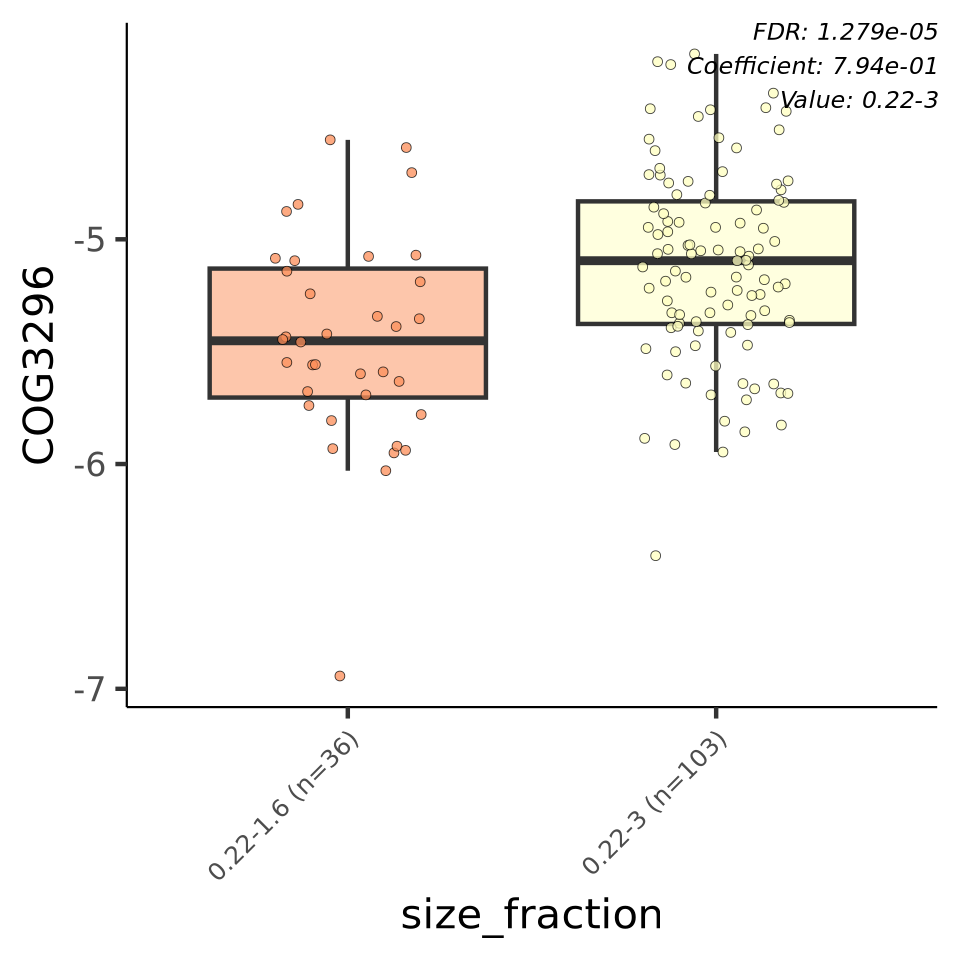 FDR: 1.279e-05
Coefficient: 7.94e-01
Value: 0.22-3
COG3296
-5
-6
-7
0.22-1.6 (n=36)
0.22-3 (n=103)
size_fraction